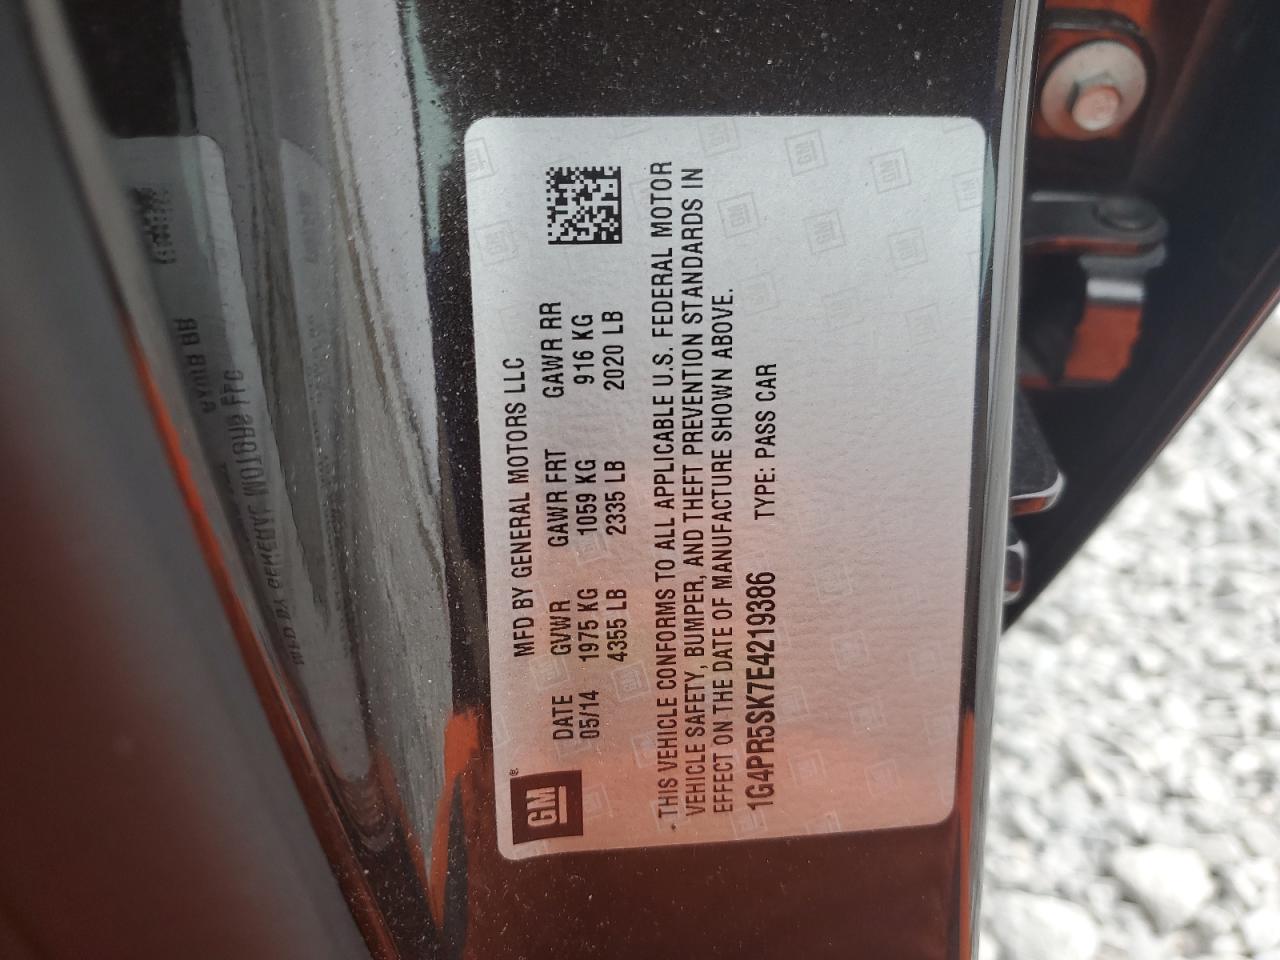 GM®
MFD BY GENERAL MOTORS LLC
DATE GVWR GAWR FRT GAWR RR
05/14 1975 KG 1059 KG 916 KG
4355 LB 2335 LB 2020 LB
THIS VEHICLE CONFORMS TO ALL APPLICABLE U.S. FEDERAL MOTOR
VEHICLE SAFETY, BUMPER, AND THEFT PREVENTION STANDARDS IN
EFFECT ON THE DATE OF MANUFACTURE SHOWN ABOVE.
1G4PR5SK7E4219386 TYPE: PASS CAR